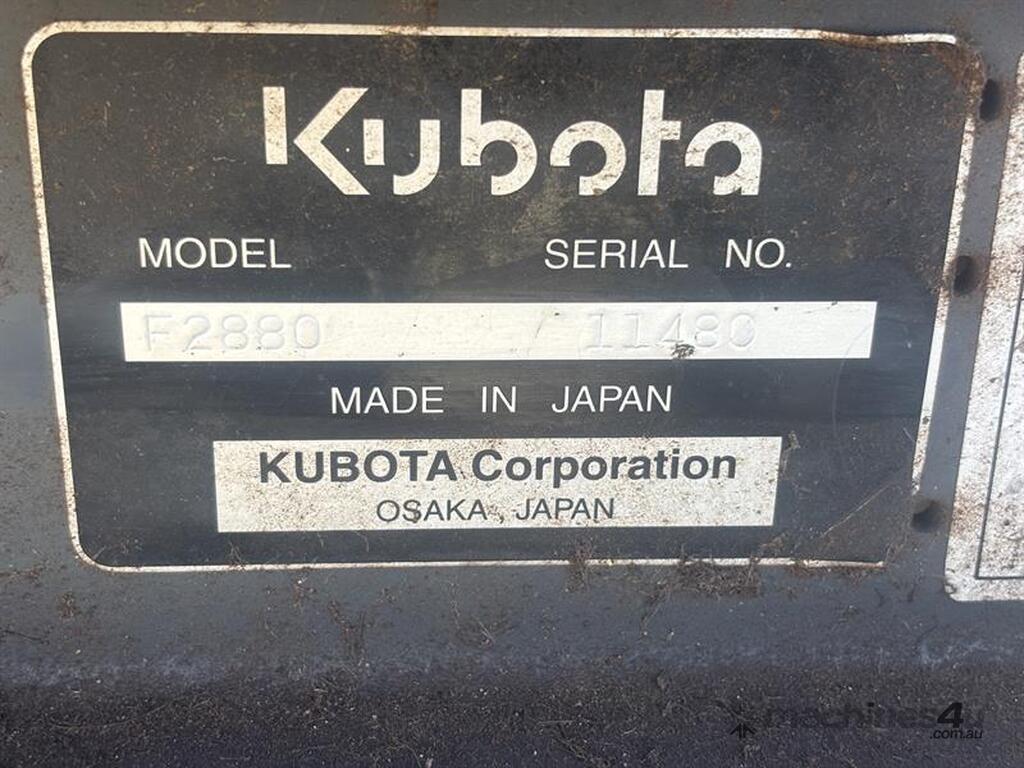 Kubota
MODEL SERIAL NO.
F2880 11480
MADE IN JAPAN
KUBOTA Corporation
OSAKA, JAPAN
machines4u
.com.au